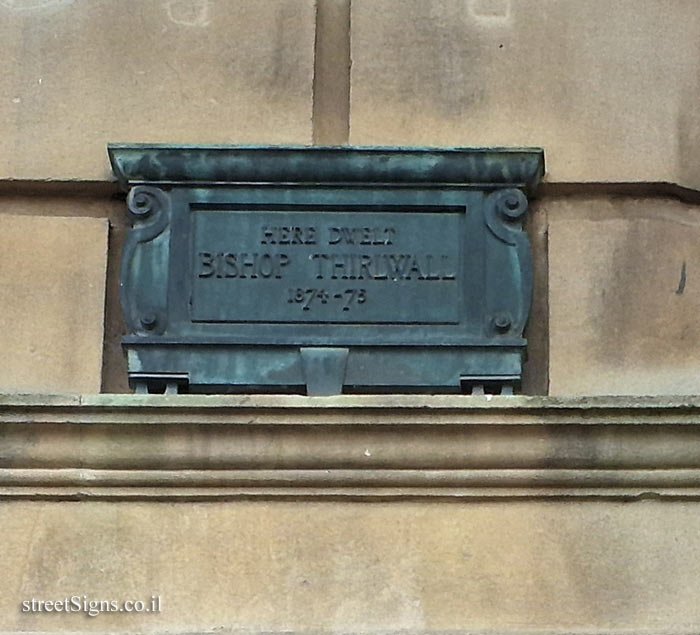 HERE DWELT
BISHOP THIRLWALL
1874-75
streetSigns.co.il